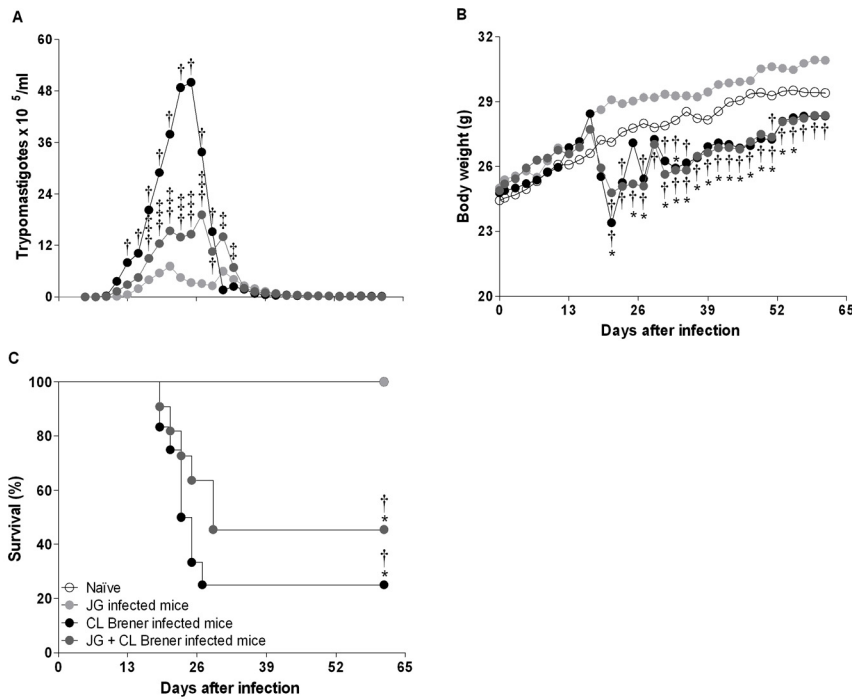 A
60
48
36
24
12
0
Trypomastigotes x 10 5/ml
B
32
29
26
23
20
Body weight (g)
0 13 26 39 52 65
Days after infection
C
100
80
60
40
20
0
Survival (%)
† *
† *
Naïve
JG infected mice
CL Brener infected mice
JG + CL Brener infected mice
0 13 26 39 52 65
Days after infection